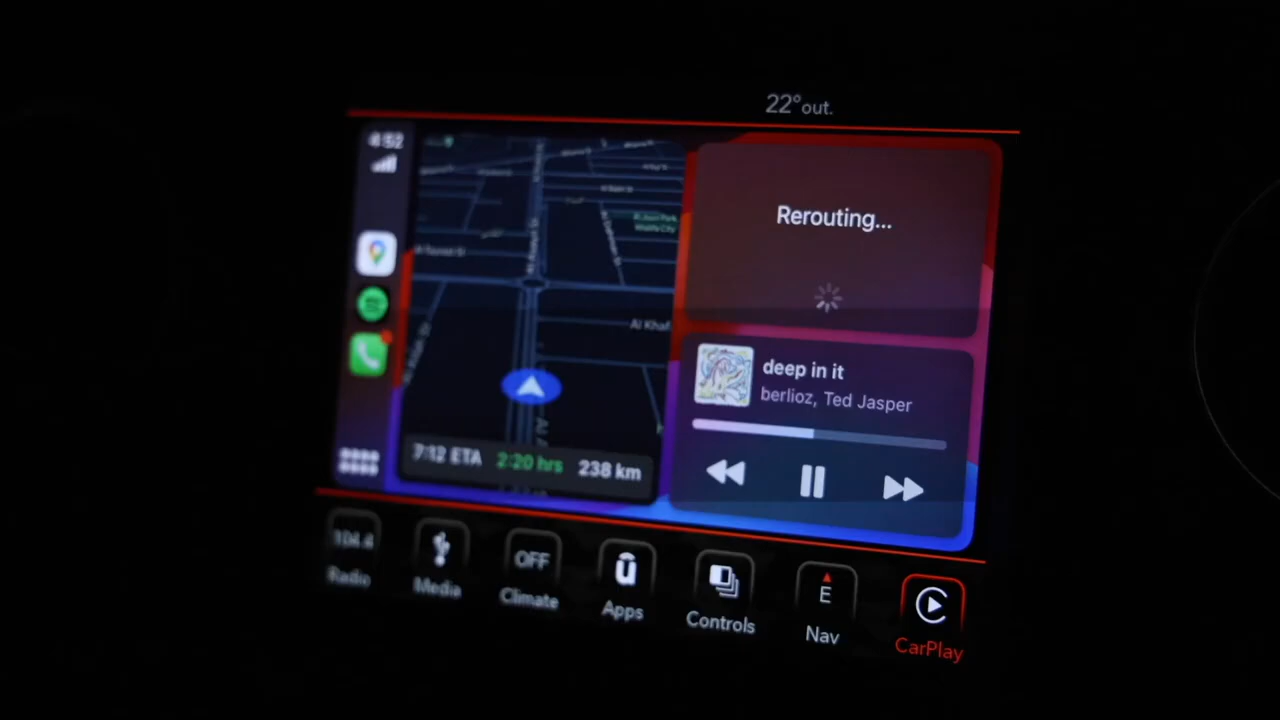 22° out.
4:52
Rerouting...
Al Khaf
deep in it
berlioz, Ted Jasper
7:12 ETA 2:20 hrs 238 km
104.4
OFF
E
Radio
Media
Climate
Apps
Controls
Nav
CarPlay